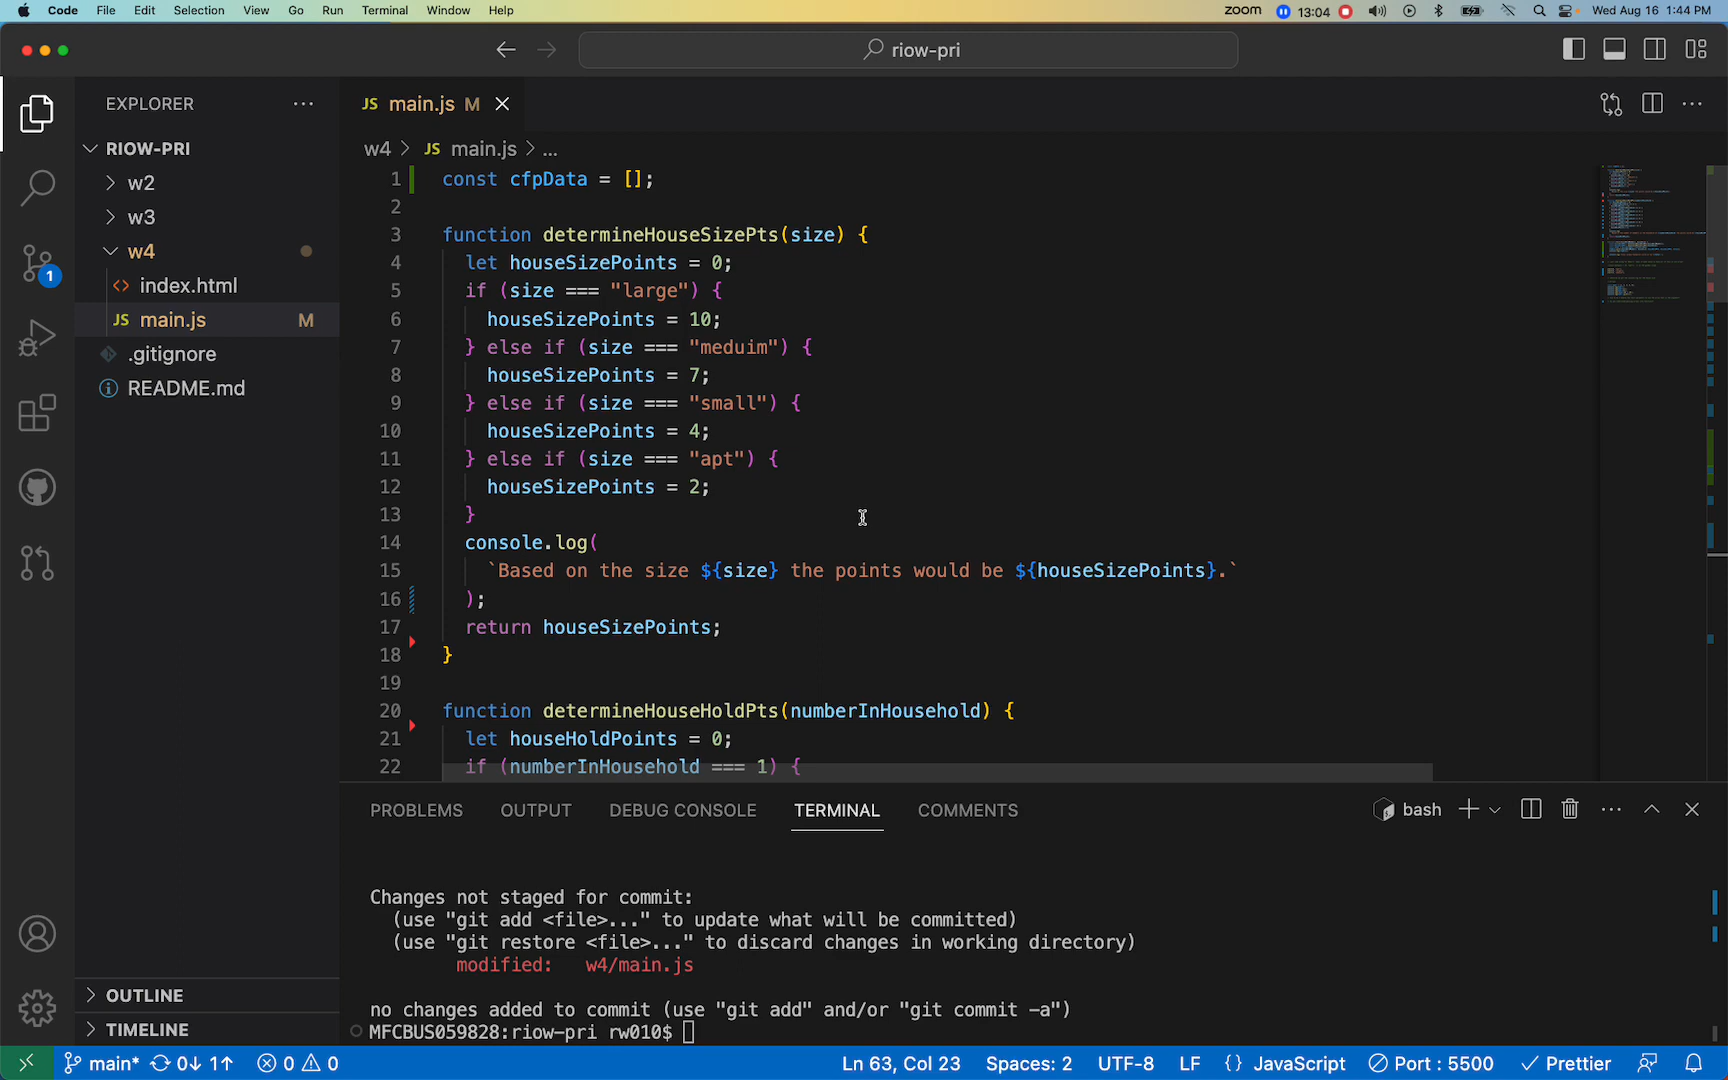 Code File Edit Selection View Go Run Terminal Window Help zoom 13:04 Wed Aug 16 1:44 PM
riow-pri
EXPLORER
RIOW-PRI
w2
w3
w4
index.html
JS main.js M
.gitignore
README.md
OUTLINE
TIMELINE
1
JS main.js M
w4 > JS main.js > ...
1 const cfpData = [];
2
3 function determineHouseSizePts(size) {
4 let houseSizePoints = 0;
5 if (size === "large") {
6 houseSizePoints = 10;
7 } else if (size === "meduim") {
8 houseSizePoints = 7;
9 } else if (size === "small") {
10 houseSizePoints = 4;
11 } else if (size === "apt") {
12 houseSizePoints = 2;
13 }
14 console.log(
15 `Based on the size ${size} the points would be ${houseSizePoints}.`
16 );
17 return houseSizePoints;
18 }
19
20 function determineHouseHoldPts(numberInHousehold) {
21 let houseHoldPoints = 0;
22 if (numberInHousehold === 1) {
PROBLEMS OUTPUT DEBUG CONSOLE TERMINAL COMMENTS bash
Changes not staged for commit:
(use "git add <file>..." to update what will be committed)
(use "git restore <file>..." to discard changes in working directory)
modified: w4/main.js
no changes added to commit (use "git add" and/or "git commit -a")
MFCBUS059828:riow-pri rw010$
main* 0↓ 1↑ 0 0 Ln 63, Col 23 Spaces: 2 UTF-8 LF {} JavaScript Port : 5500 Prettier